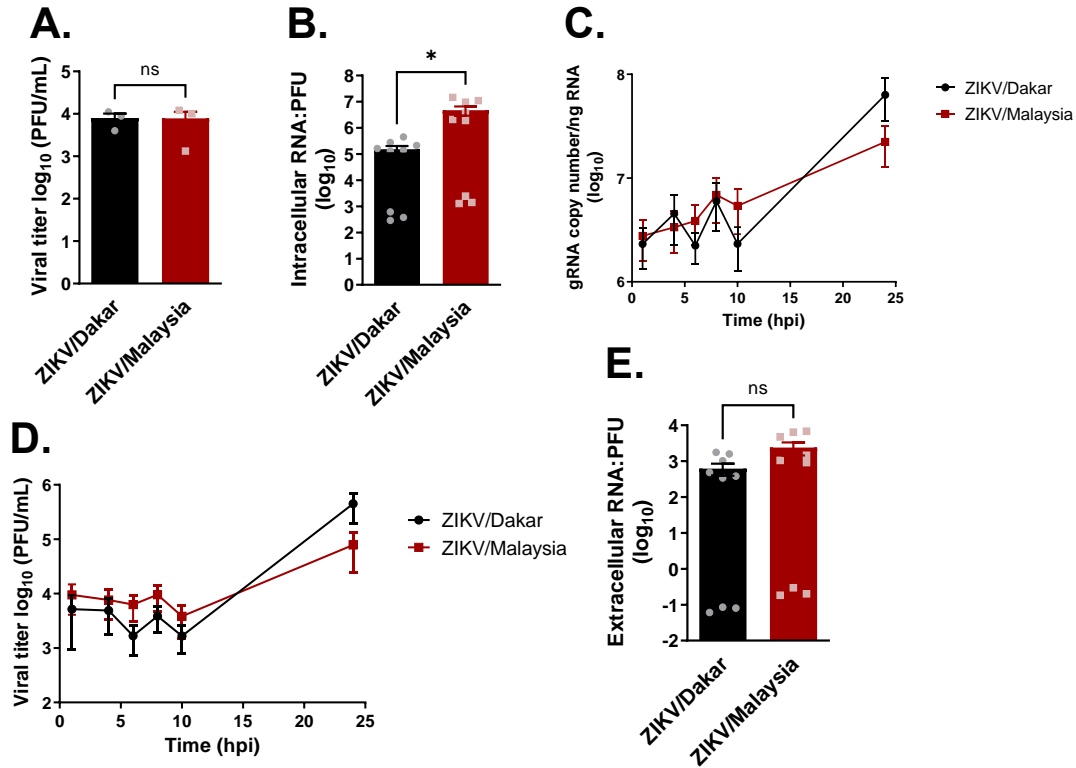 A.
Viral titer log10 (PFU/mL)
5
4
3
2
1
0
ns
ZIKV/Dakar
ZIKV/Malaysia
B.
Intracellular RNA:PFU
(log10)
8
7
6
5
4
3
2
1
0
*
ZIKV/Dakar
ZIKV/Malaysia
C.
gRNA copy number/ng RNA
(log10)
8
7
6
0
5
10
15
20
25
Time (hpi)
ZIKV/Dakar
ZIKV/Malaysia
D.
Viral titer log10 (PFU/mL)
6
5
4
3
2
0
5
10
15
20
25
Time (hpi)
ZIKV/Dakar
ZIKV/Malaysia
E.
Extracellular RNA:PFU
(log10)
4
3
2
1
0
-1
-2
ns
ZIKV/Dakar
ZIKV/Malaysia